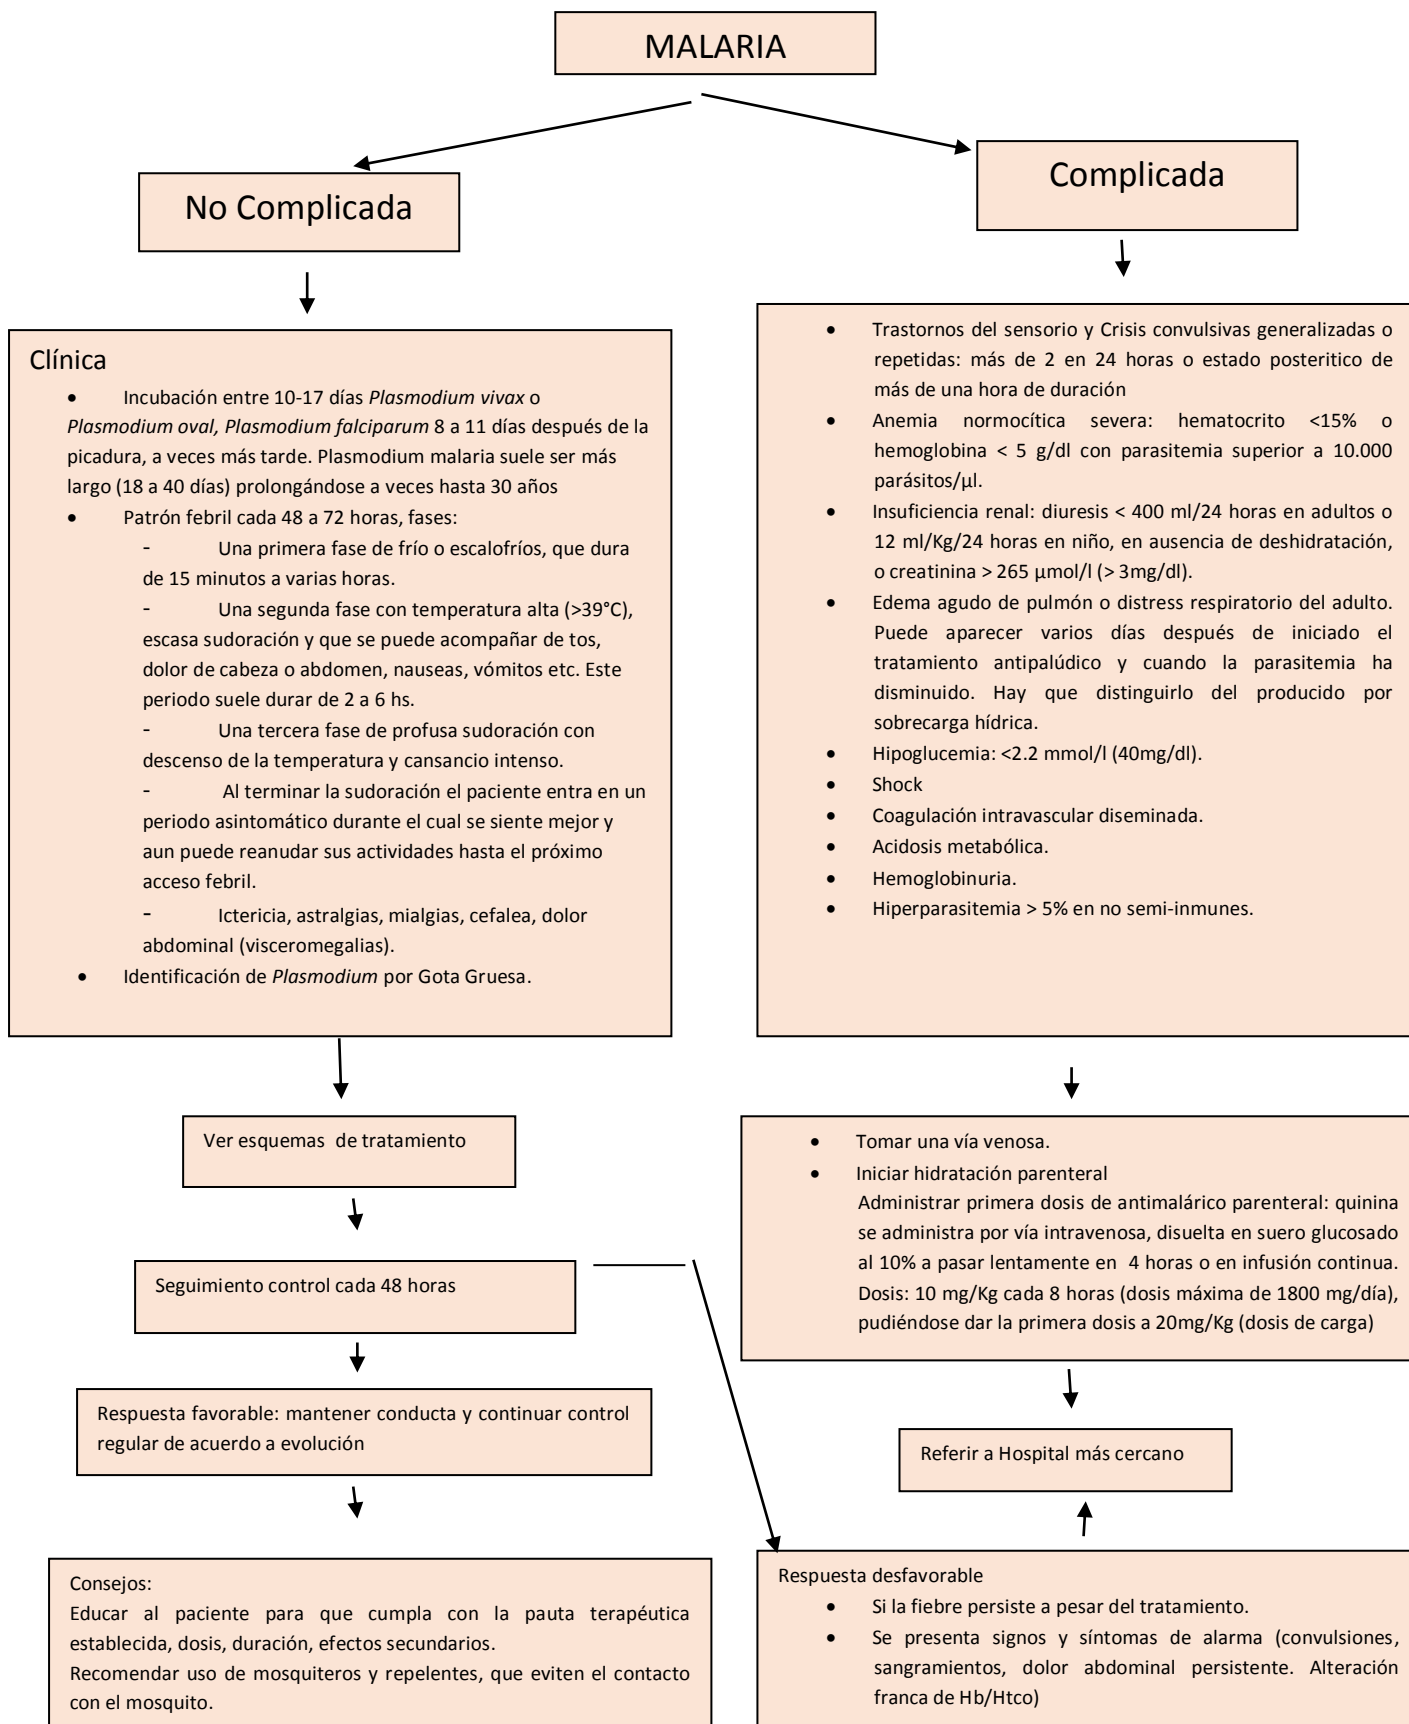 MALARIA
No Complicada
Complicada
Clínica
• Incubación entre 10-17 días Plasmodium vivax o
Plasmodium oval, Plasmodium falciparum 8 a 11 días después de la
picadura, a veces más tarde. Plasmodium malaria suele ser más
largo (18 a 40 días) prolongándose a veces hasta 30 años
• Patrón febril cada 48 a 72 horas, fases:
- Una primera fase de frío o escalofríos, que dura
de 15 minutos a varias horas.
- Una segunda fase con temperatura alta (>39°C),
escasa sudoración y que se puede acompañar de tos,
dolor de cabeza o abdomen, nauseas, vómitos etc. Este
periodo suele durar de 2 a 6 hs.
- Una tercera fase de profusa sudoración con
descenso de la temperatura y cansancio intenso.
- Al terminar la sudoración el paciente entra en un
periodo asintomático durante el cual se siente mejor y
aun puede reanudar sus actividades hasta el próximo
acceso febril.
- Ictericia, astralgias, mialgias, cefalea, dolor
abdominal (visceromegalias).
• Identificación de Plasmodium por Gota Gruesa.
• Trastornos del sensorio y Crisis convulsivas generalizadas o
repetidas: más de 2 en 24 horas o estado posteritico de
más de una hora de duración
• Anemia normocítica severa: hematocrito <15% o
hemoglobina < 5 g/dl con parasitemia superior a 10.000
parásitos/µl.
• Insuficiencia renal: diuresis < 400 ml/24 horas en adultos o
12 ml/Kg/24 horas en niño, en ausencia de deshidratación,
o creatinina > 265 µmol/l (> 3mg/dl).
• Edema agudo de pulmón o distress respiratorio del adulto.
Puede aparecer varios días después de iniciado el
tratamiento antipalúdico y cuando la parasitemia ha
disminuido. Hay que distinguirlo del producido por
sobrecarga hídrica.
• Hipoglucemia: <2.2 mmol/l (40mg/dl).
• Shock
• Coagulación intravascular diseminada.
• Acidosis metabólica.
• Hemoglobinuria.
• Hiperparasitemia > 5% en no semi-inmunes.
Ver esquemas de tratamiento
Seguimiento control cada 48 horas
Respuesta favorable: mantener conducta y continuar control
regular de acuerdo a evolución
Consejos:
Educar al paciente para que cumpla con la pauta terapéutica
establecida, dosis, duración, efectos secundarios.
Recomendar uso de mosquiteros y repelentes, que eviten el contacto
con el mosquito.
• Tomar una vía venosa.
• Iniciar hidratación parenteral
Administrar primera dosis de antimalárico parenteral: quinina
se administra por vía intravenosa, disuelta en suero glucosado
al 10% a pasar lentamente en 4 horas o en infusión continua.
Dosis: 10 mg/Kg cada 8 horas (dosis máxima de 1800 mg/día),
pudiéndose dar la primera dosis a 20mg/Kg (dosis de carga)
Referir a Hospital más cercano
Respuesta desfavorable
• Si la fiebre persiste a pesar del tratamiento.
• Se presenta signos y síntomas de alarma (convulsiones,
sangramientos, dolor abdominal persistente. Alteración
franca de Hb/Htco)